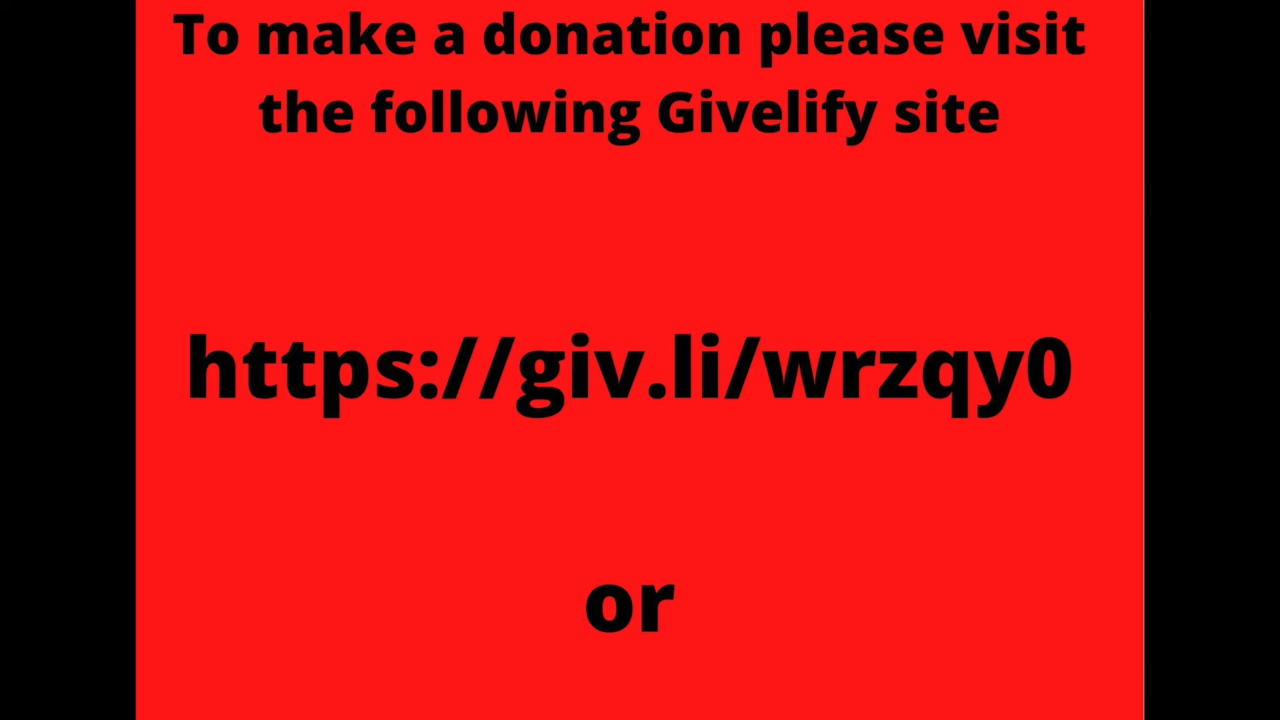 To make a donation please visit
the following Givelify site
https://giv.li/wrzqy0
or